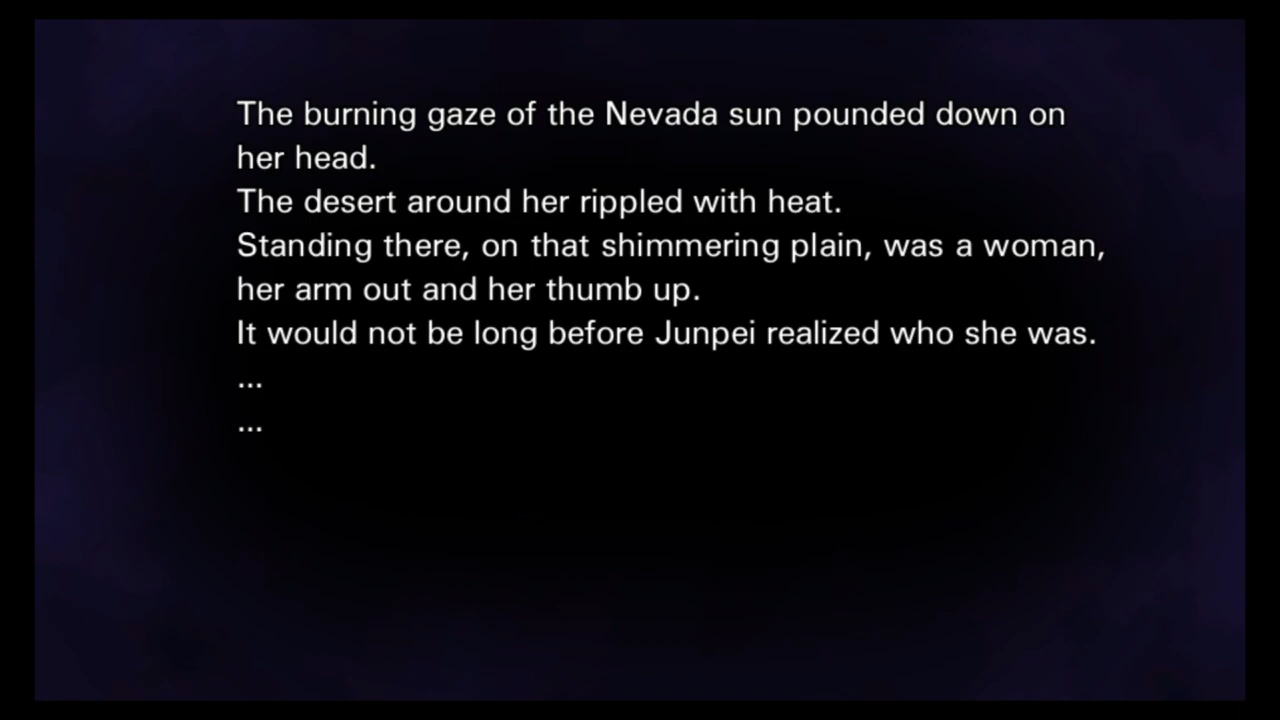 The burning gaze of the Nevada sun pounded down on
her head.
The desert around her rippled with heat.
Standing there, on that shimmering plain, was a woman,
her arm out and her thumb up.
It would not be long before Junpei realized who she was.
...
...